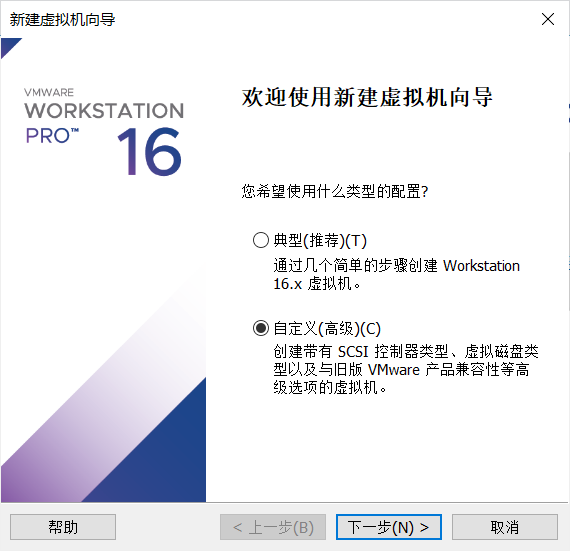 新建虚拟机向导
VMWARE
WORKSTATION
PRO™
16
欢迎使用新建虚拟机向导
您希望使用什么类型的配置?
典型(推荐)(T)
通过几个简单的步骤创建 Workstation
16.x 虚拟机。
自定义(高级)(C)
创建带有 SCSI 控制器类型、虚拟磁盘类
型以及与旧版 VMware 产品兼容性等高
级选项的虚拟机。
帮助
< 上一步(B)
下一步(N) >
取消